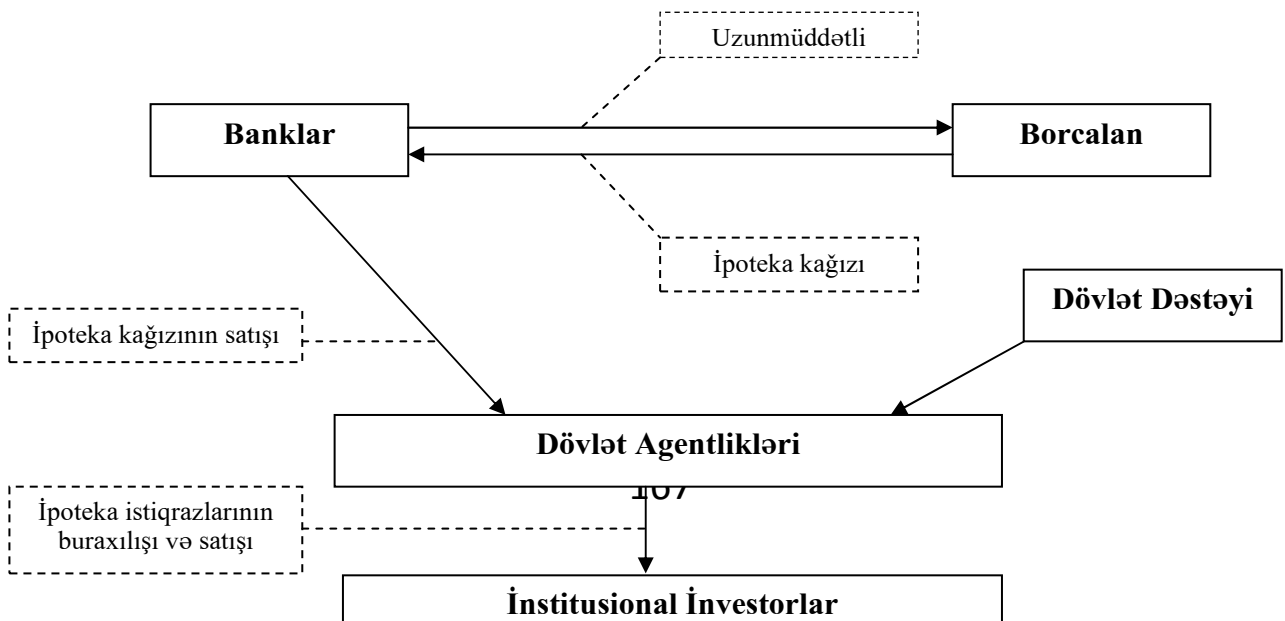 Uzunmüddətli
Banklar
Borcalan
İpoteka kağızı
Dövlət Dəstəyi
İpoteka kağızının satışı
Dövlət Agentlikləri
167
İpoteka istiqrazlarının
buraxılışı və satışı
İnstitusional İnvestorlar